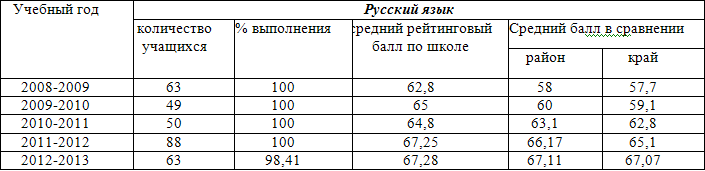 Учебный год Русский язык
количество учащихся % выполнения средний рейтинговый балл по школе Средний балл в сравнении
район край
2008-2009 63 100 62,8 58 57,7
2009-2010 49 100 65 60 59,1
2010-2011 50 100 64,8 63,1 62,8
2011-2012 88 100 67,25 66,17 65,1
2012-2013 63 98,41 67,28 67,11 67,07